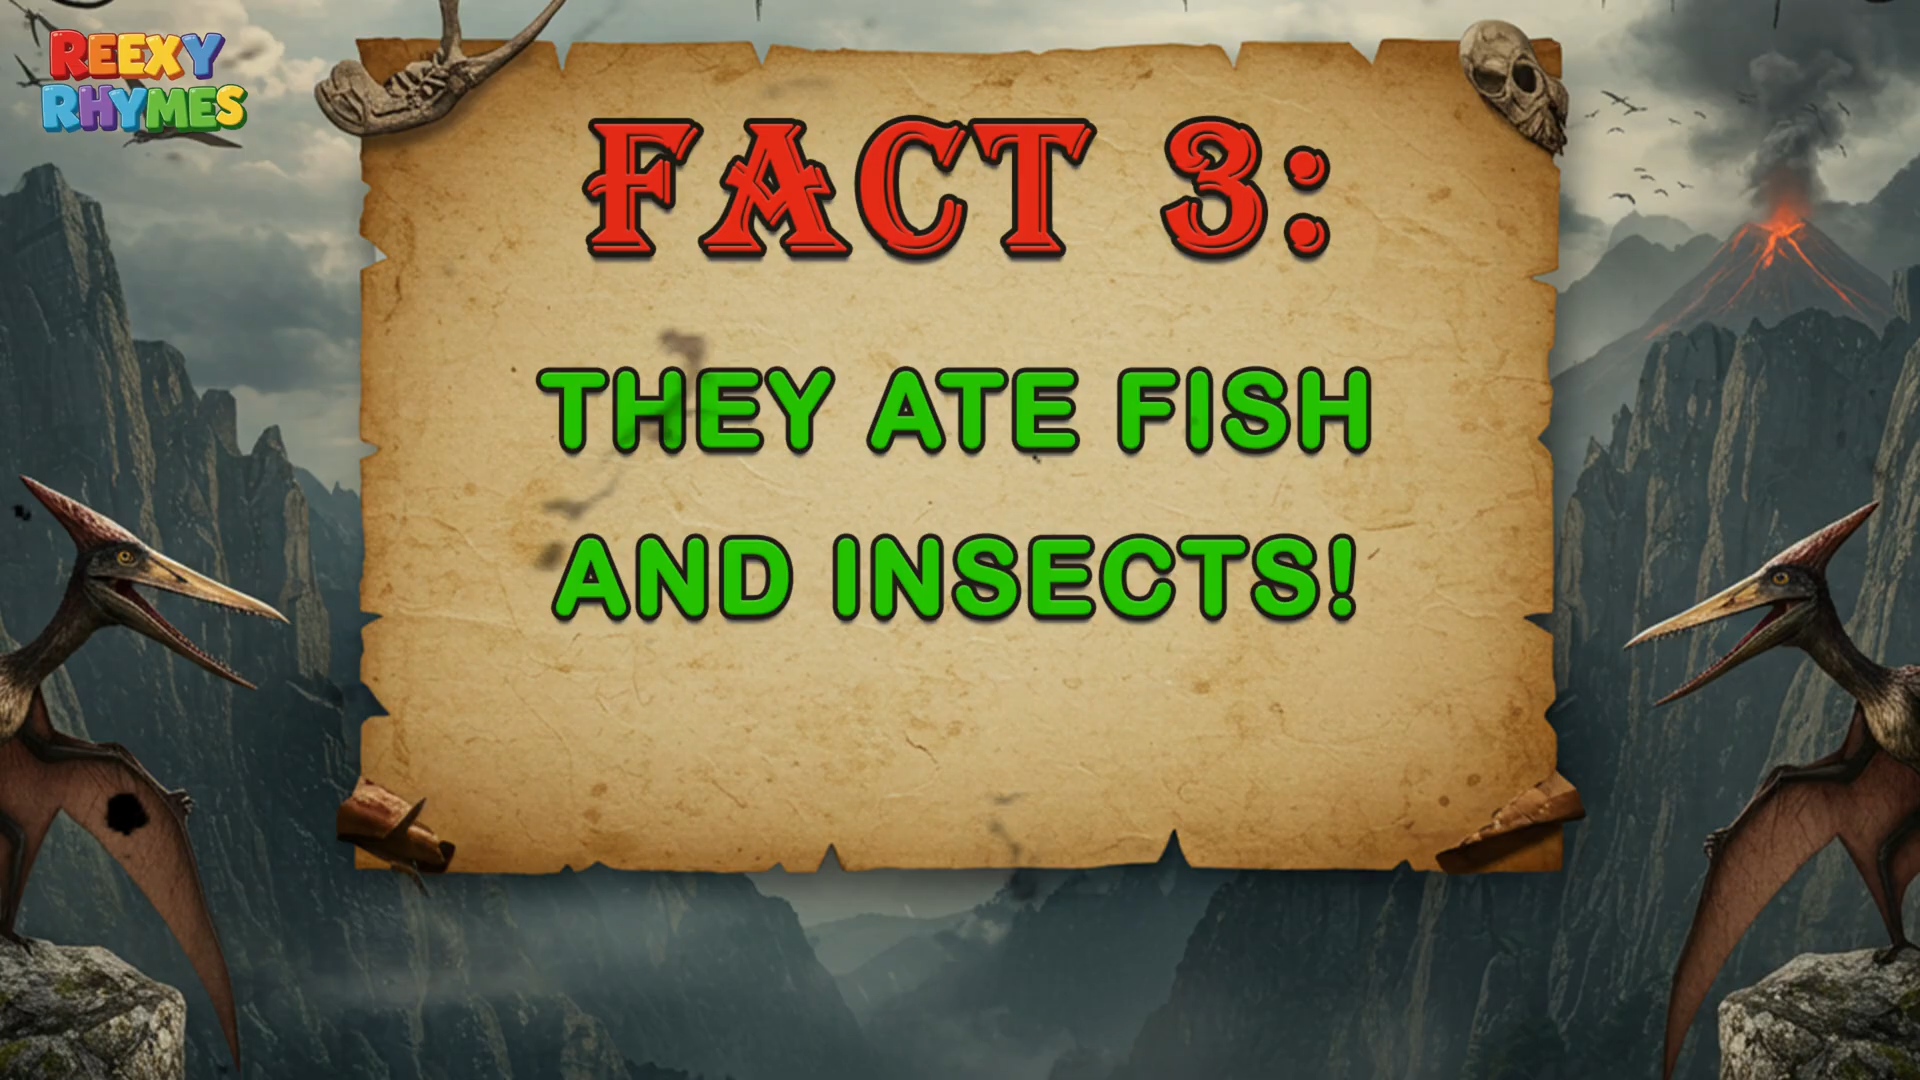 REEXY
RHYMES
FACT 3:
THEY ATE FISH
AND INSECTS!